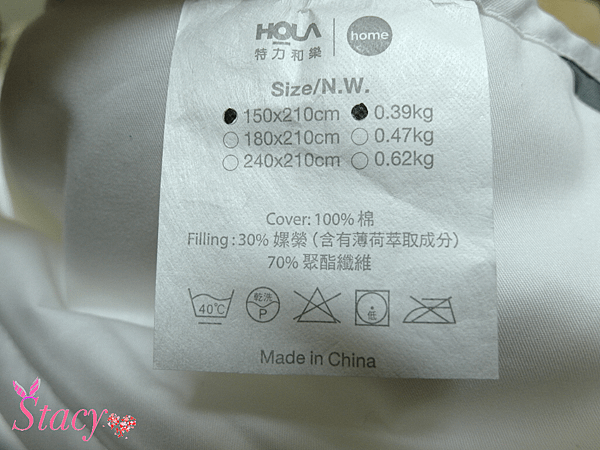 HOLA home
特力和樂
Size/N.W.
150x210cm 0.39kg
180x210cm 0.47kg
240x210cm 0.62kg
Cover: 100% 棉
Filling : 30% 嫘縈（含有薄荷萃取成分）
70% 聚酯纖維
40℃ 乾洗 P 低
Made in China
Stacy